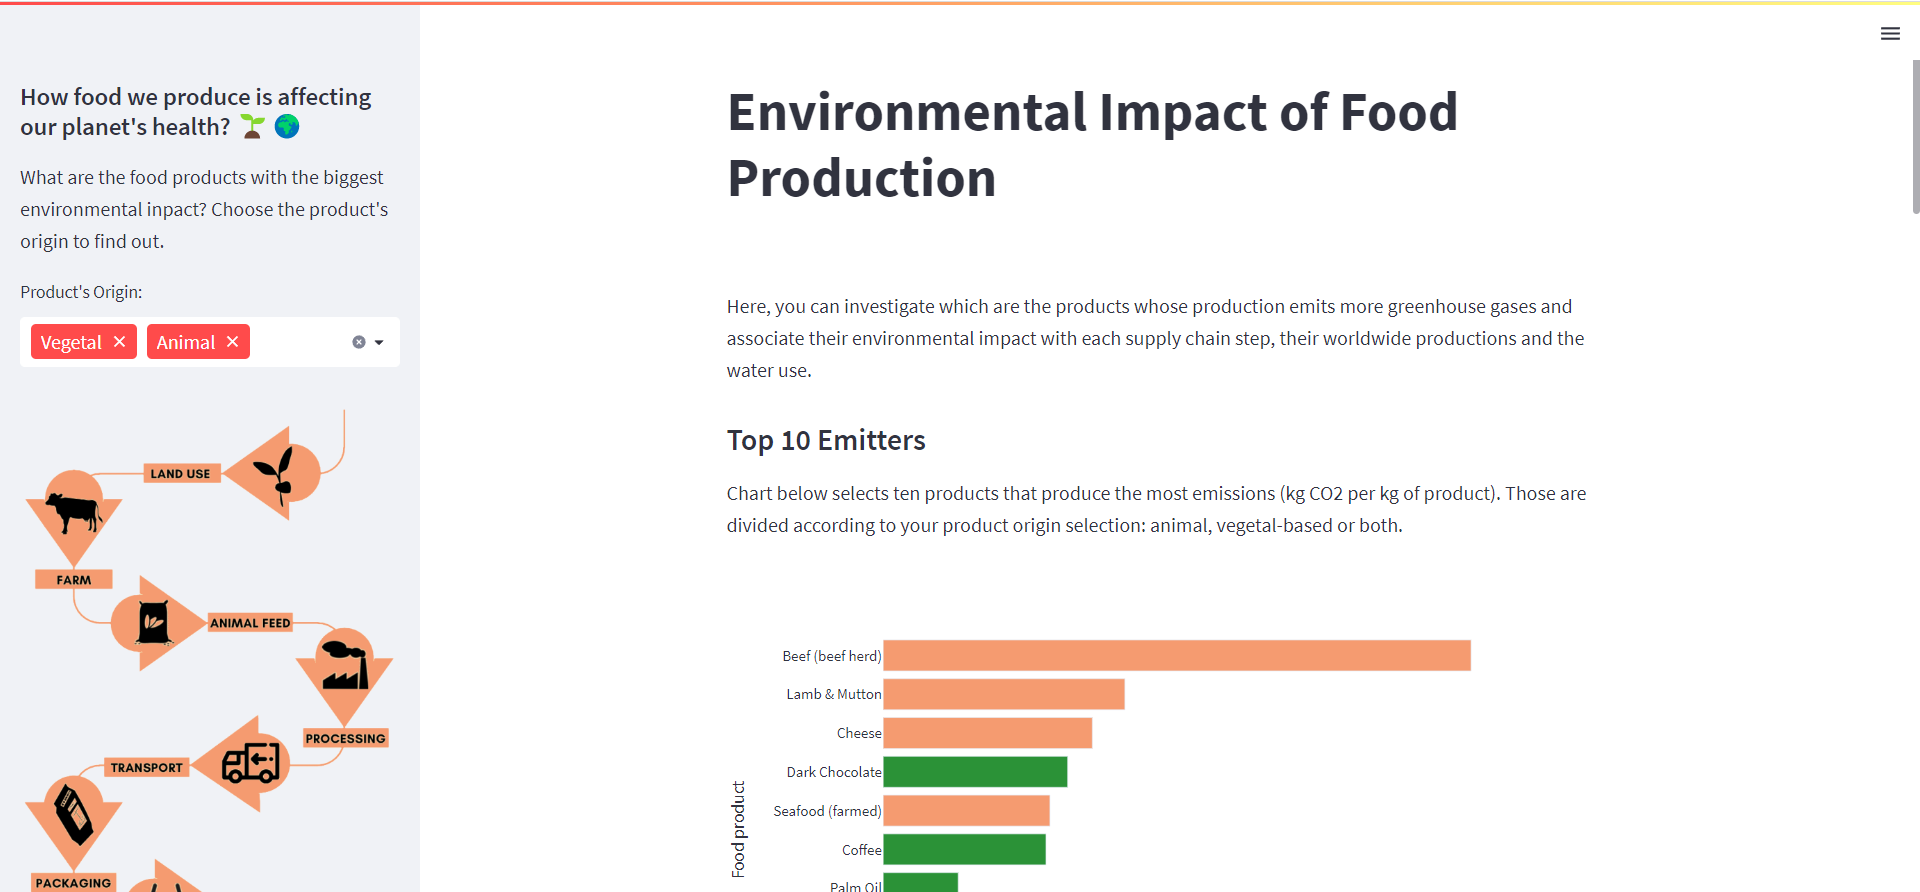 How food we produce is affecting
our planet's health? 🌱 🌍
What are the food products with the biggest
environmental inpact? Choose the product's
origin to find out.
Product's Origin:
Vegetal
Animal
LAND USE
FARM
ANIMAL FEED
PROCESSING
TRANSPORT
PACKAGING
Environmental Impact of Food
Production
Here, you can investigate which are the products whose production emits more greenhouse gases and
associate their environmental impact with each supply chain step, their worldwide productions and the
water use.
Top 10 Emitters
Chart below selects ten products that produce the most emissions (kg CO2 per kg of product). Those are
divided according to your product origin selection: animal, vegetal-based or both.
Beef (beef herd)
Lamb & Mutton
Cheese
Dark Chocolate
Seafood (farmed)
Coffee
Palm Oil
Food product